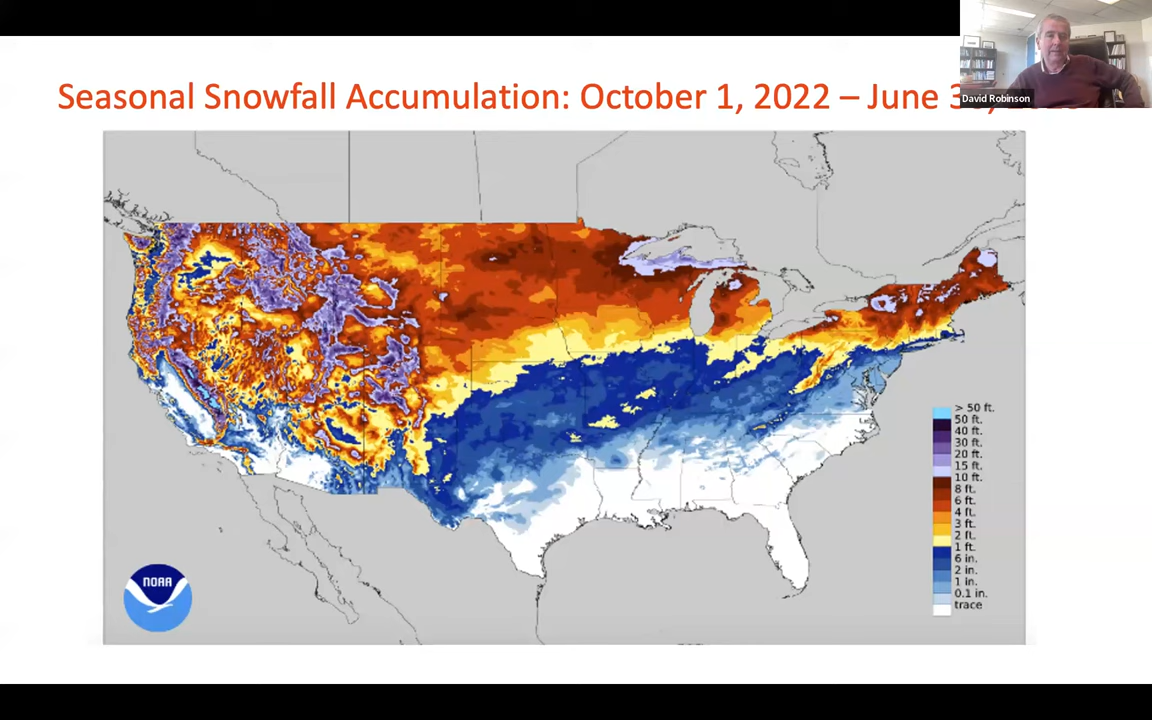 Seasonal Snowfall Accumulation: October 1, 2022 – June
David Robinson
> 50 ft.
50 ft.
40 ft.
30 ft.
20 ft.
15 ft.
10 ft.
8 ft.
6 ft.
4 ft.
3 ft.
2 ft.
1 ft.
6 in.
2 in.
1 in.
0.1 in.
trace
NOAA